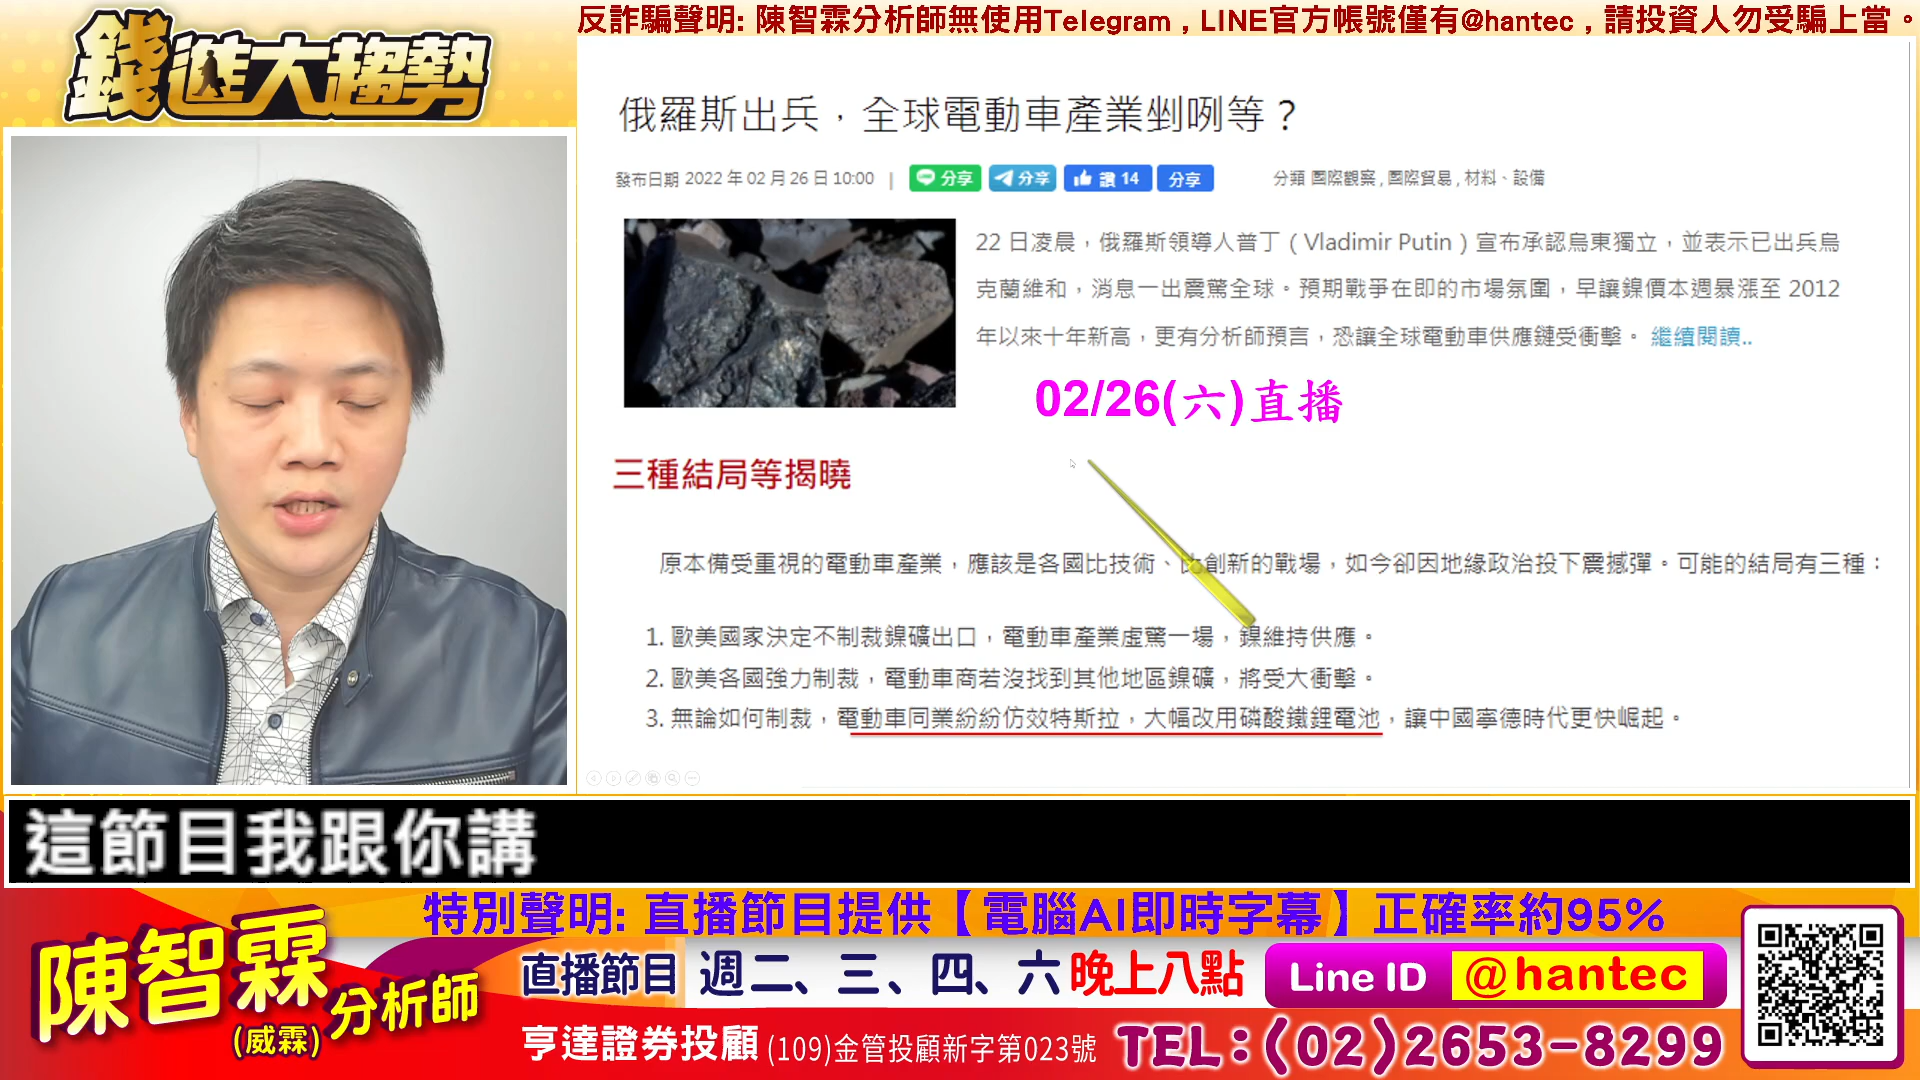 反詐騙聲明: 陳智霖分析師無使用Telegram , LINE官方帳號僅有@hantec , 請投資人勿受騙上當。
錢進大趨勢
俄羅斯出兵，全球電動車產業剉咧等？
發布日期 2022 年 02 月 26 日 10:00 | 分享 分享 讚 14 分享 分類 國際觀察 , 國際貿易 , 材料、設備
22 日凌晨，俄羅斯領導人普丁（Vladimir Putin）宣布承認烏東獨立，並表示已出兵烏
克蘭維和，消息一出震驚全球。預期戰爭在即的市場氛圍，早讓鎳價本週暴漲至 2012
年以來十年新高，更有分析師預言，恐讓全球電動車供應鏈受衝擊。 繼續閱讀..
02/26(六)直播
三種結局等揭曉
原本備受重視的電動車產業，應該是各國比技術、比創新的戰場，如今卻因地緣政治投下震撼彈。可能的結局有三種：
1. 歐美國家決定不制裁鎳礦出口，電動車產業虛驚一場，鎳維持供應。
2. 歐美各國強力制裁，電動車商若沒找到其他地區鎳礦，將受大衝擊。
3. 無論如何制裁，電動車同業紛紛仿效特斯拉，大幅改用磷酸鐵鋰電池，讓中國寧德時代更快崛起。
這節目我跟你講
特別聲明: 直播節目提供【電腦AI即時字幕】正確率約95%
陳智霖分析師
(威霖)
直播節目 週二、三、四、六 晚上八點
Line ID @hantec
亨達證券投顧 (109)金管投顧新字第023號 TEL:(02)2653-8299